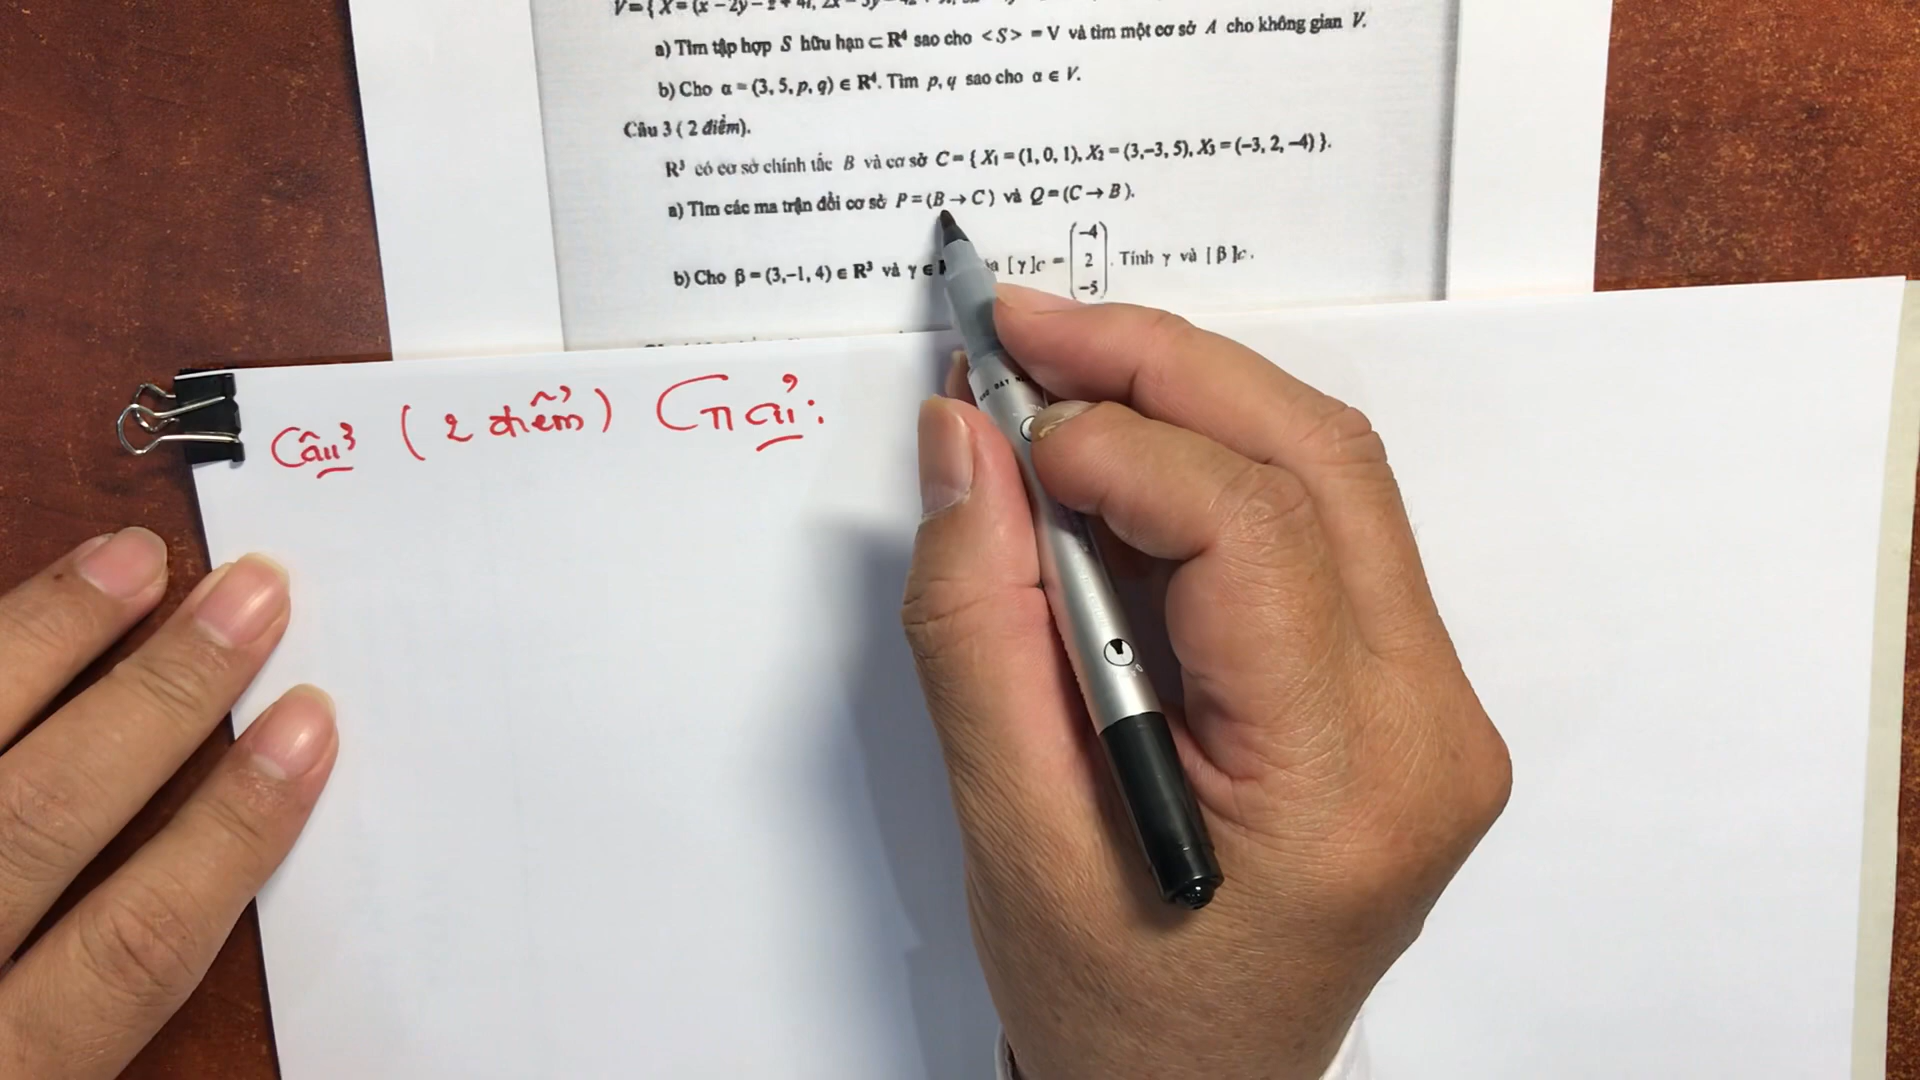 V = { X = (x − 2y −
a) Tìm tập hợp S hữu hạn ⊂ R⁴ sao cho < S > = V và tìm một cơ sở A cho không gian V.
b) Cho α = (3, 5, p, q) ∈ R⁴. Tìm p, q sao cho α ∈ V.
Câu 3 ( 2 điểm).
R³ có cơ sở chính tắc B và cơ sở C = { X₁ = (1, 0, 1), X₂ = (3,−3, 5), X₃ = (−3, 2, −4) }.
a) Tìm các ma trận đổi cơ sở P = (B → C ) và Q = (C → B ).
b) Cho β = (3,−1, 4) ∈ R³ và γ ∈ [ γ ]c = (−4 2 −5) . Tính γ và [ β ]c .
Câu 3 ( 2 điểm ) Giải :